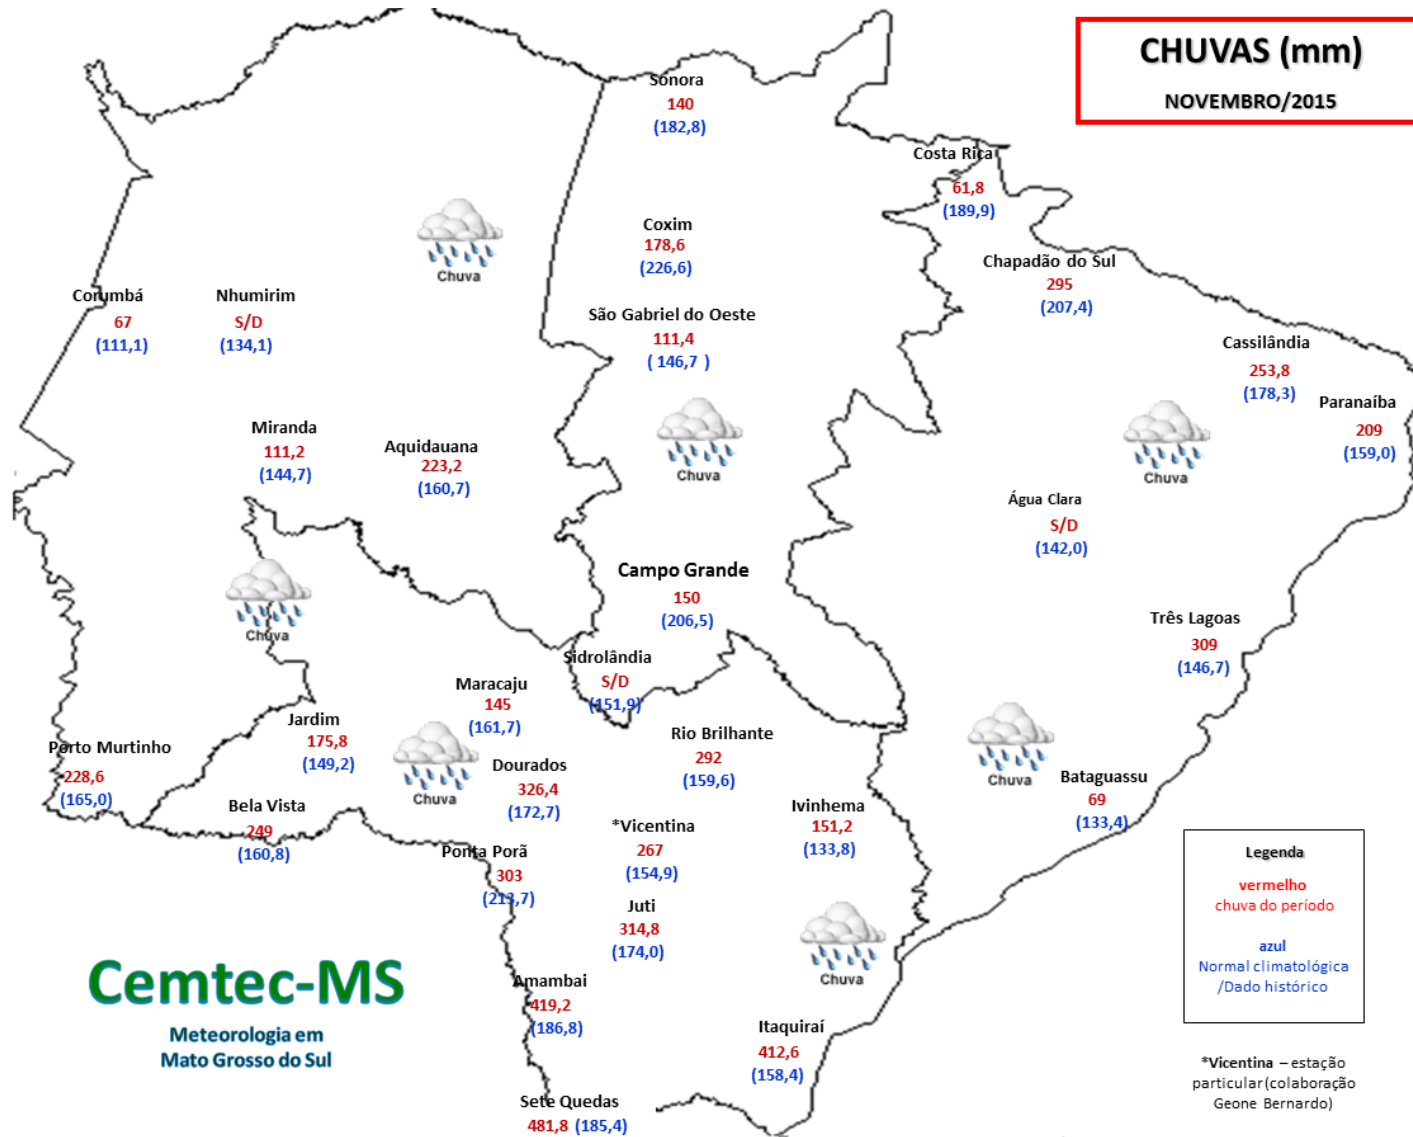 CHUVAS (mm)
NOVEMBRO/2015
Sonora
140
(182,8)
Costa Rica
61,8
(189,9)
Coxim
178,6
(226,6)
Chapadão do Sul
295
(207,4)
Chuva
Corumbá
67
(111,1)
Nhumirim
S/D
(134,1)
São Gabriel do Oeste
111,4
( 146,7 )
Cassilândia
253,8
(178,3)
Paranaíba
209
(159,0)
Miranda
111,2
(144,7)
Aquidauana
223,2
(160,7)
Chuva
Chuva
Água Clara
S/D
(142,0)
Campo Grande
150
(206,5)
Chuva
Três Lagoas
309
(146,7)
Sidrolândia
S/D
(151,9)
Maracaju
145
(161,7)
Jardim
175,8
(149,2)
Rio Brilhante
292
(159,6)
Porto Murtinho
228,6
(165,0)
Chuva
Dourados
326,4
(172,7)
Chuva
Bataguassu
69
(133,4)
Bela Vista
249
(160,8)
Ivinhema
151,2
(133,8)
*Vicentina
267
(154,9)
Ponta Porã
303
(213,7)
Juti
314,8
(174,0)
Chuva
Legenda
vermelho
chuva do período
azul
Normal climatológica
/Dado histórico
Cemtec-MS
Meteorologia em
Mato Grosso do Sul
Amambai
419,2
(186,8)
Itaquiraí
412,6
(158,4)
Sete Quedas
481,8 (185,4)
*Vicentina – estação
particular(colaboração
Geone Bernardo)